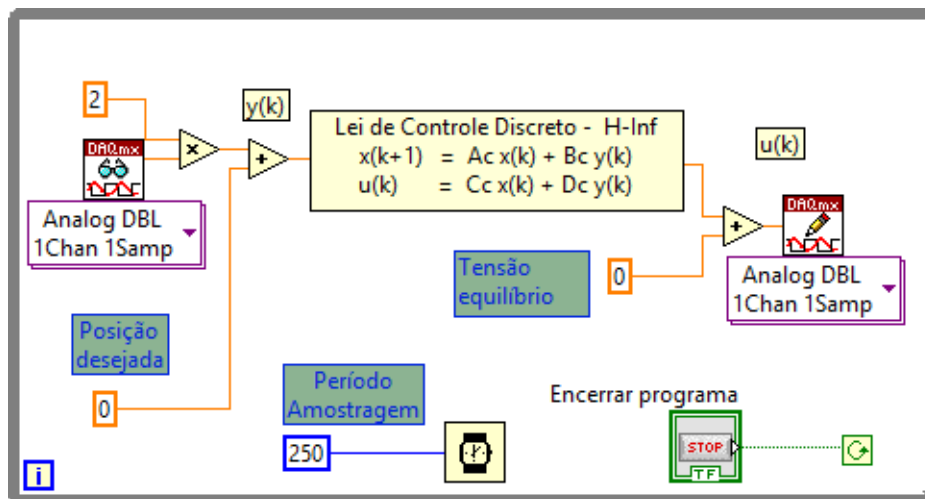 2
y(k)
DAQmx
Analog DBL
1Chan 1Samp
x
+
Lei de Controle Discreto - H-Inf
x(k+1) = Ac x(k) + Bc y(k)
u(k) = Cc x(k) + Dc y(k)
u(k)
+
DAQmx
Analog DBL
1Chan 1Samp
Tensão
equilíbrio
0
Posição
desejada
0
Período
Amostragem
250
Encerrar programa
STOP
TF
i